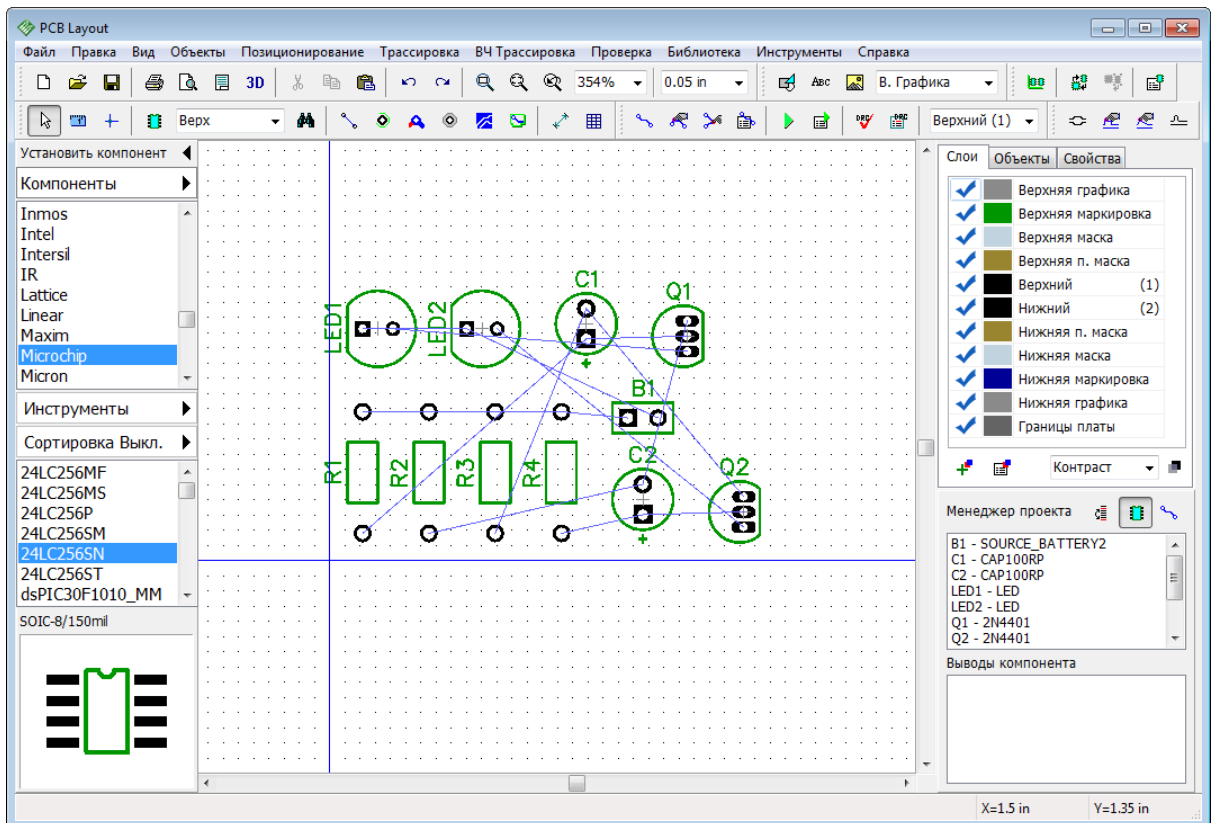 PCB Layout
Файл Правка Вид Объекты Позиционирование Трассировка ВЧ Трассировка Проверка Библиотека Инструменты Справка
3D 354% 0.05 in ABC В. Графика
Верх DRC DRC Верхний (1)
Установить компонент
Компоненты
Inmos
Intel
Intersil
IR
Lattice
Linear
Maxim
Microchip
Micron
Инструменты
Сортировка Выкл.
24LC256MF
24LC256MS
24LC256P
24LC256SM
24LC256SN
24LC256ST
dsPIC30F1010_MM
SOIC-8/150mil
C1
Q1
LED1
LED2
+
B1
R1
R2
R3
R4
C2
Q2
+
Слои Объекты Свойства
Верхняя графика
Верхняя маркировка
Верхняя маска
Верхняя п. маска
Верхний (1)
Нижний (2)
Нижняя п. маска
Нижняя маска
Нижняя маркировка
Нижняя графика
Границы платы
Контраст
Менеджер проекта
B1 - SOURCE_BATTERY2
C1 - CAP100RP
C2 - CAP100RP
LED1 - LED
LED2 - LED
Q1 - 2N4401
Q2 - 2N4401
Выводы компонента
X=1.5 in Y=1.35 in